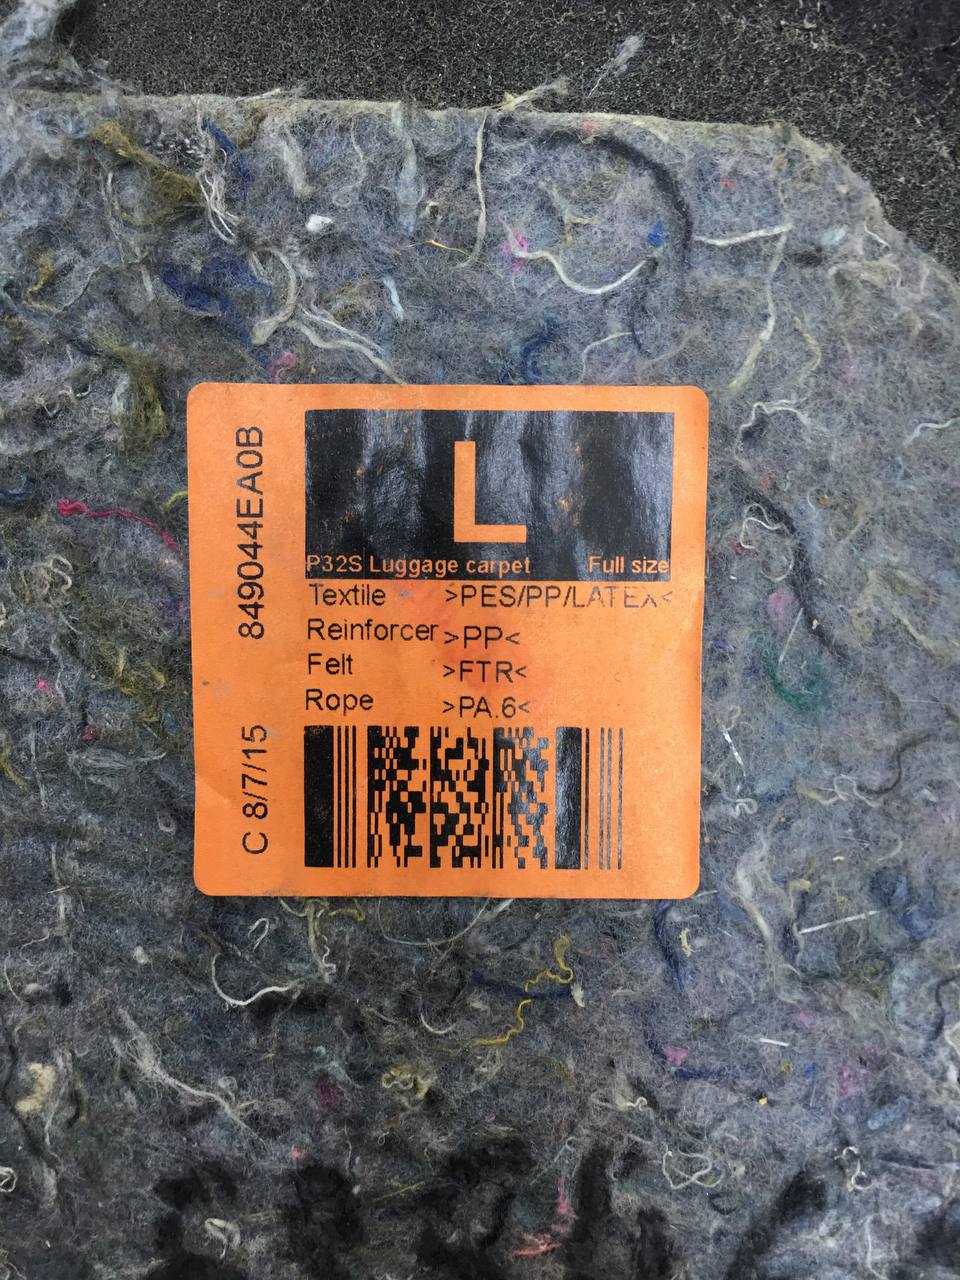 L
P32S Luggage carpet Full size
Textile >PES/PP/LATEX<
Reinforcer >PP<
Felt >FTR<
Rope >PA.6<
849044EA0B
C 8/7/15